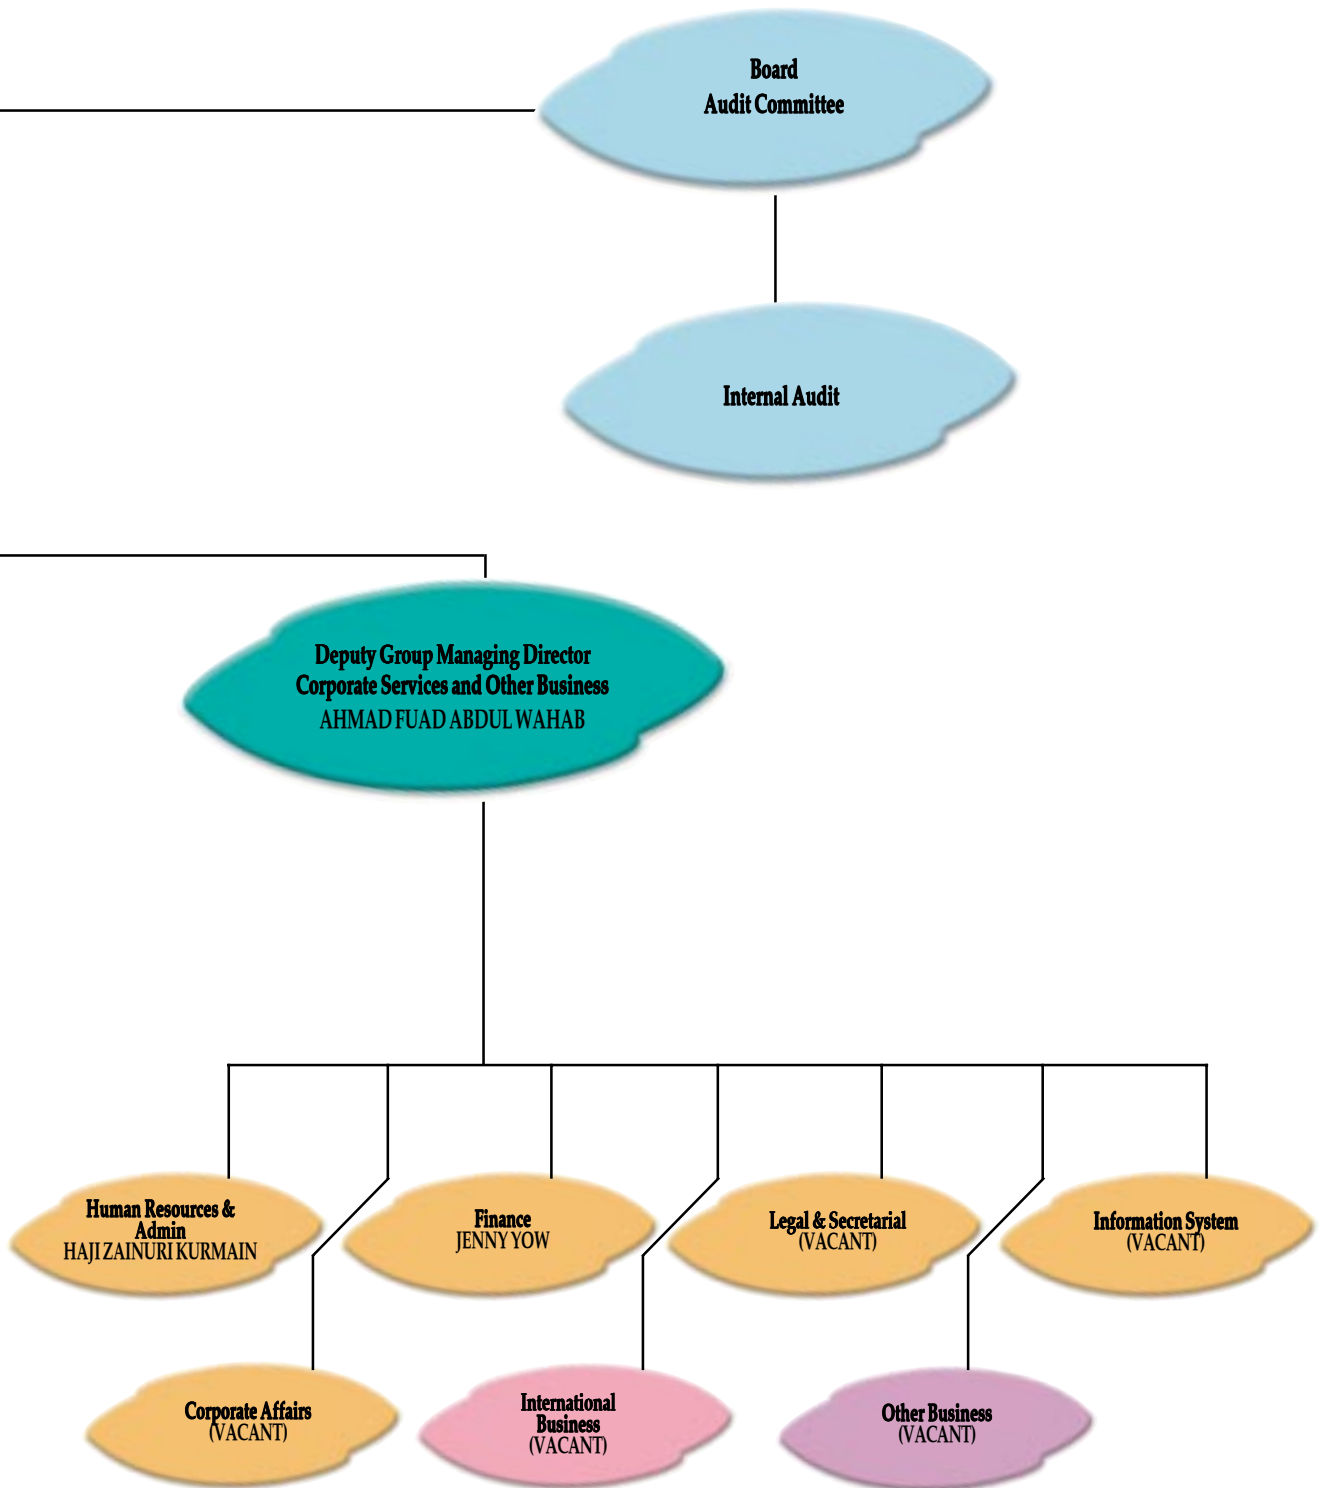 Board
Audit Committee
Internal Audit
Deputy Group Managing Director
Corporate Services and Other Business
AHMAD FUAD ABDUL WAHAB
Human Resources &
Admin
HAJI ZAINURI KURMAIN
Finance
JENNY YOW
Legal & Secretarial
(VACANT)
Information System
(VACANT)
Corporate Affairs
(VACANT)
International
Business
(VACANT)
Other Business
(VACANT)